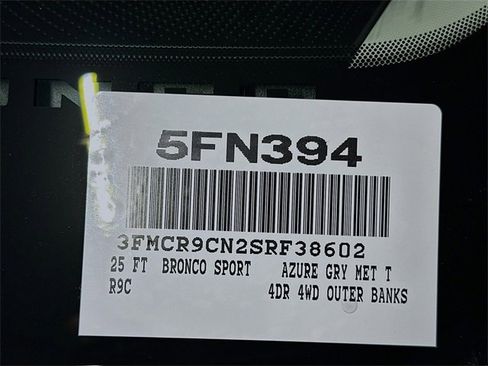 5FN394
3FMCR9CN2SRF38602
25 FT BRONCO SPORT AZURE GRY MET T
R9C 4DR 4WD OUTER BANKS